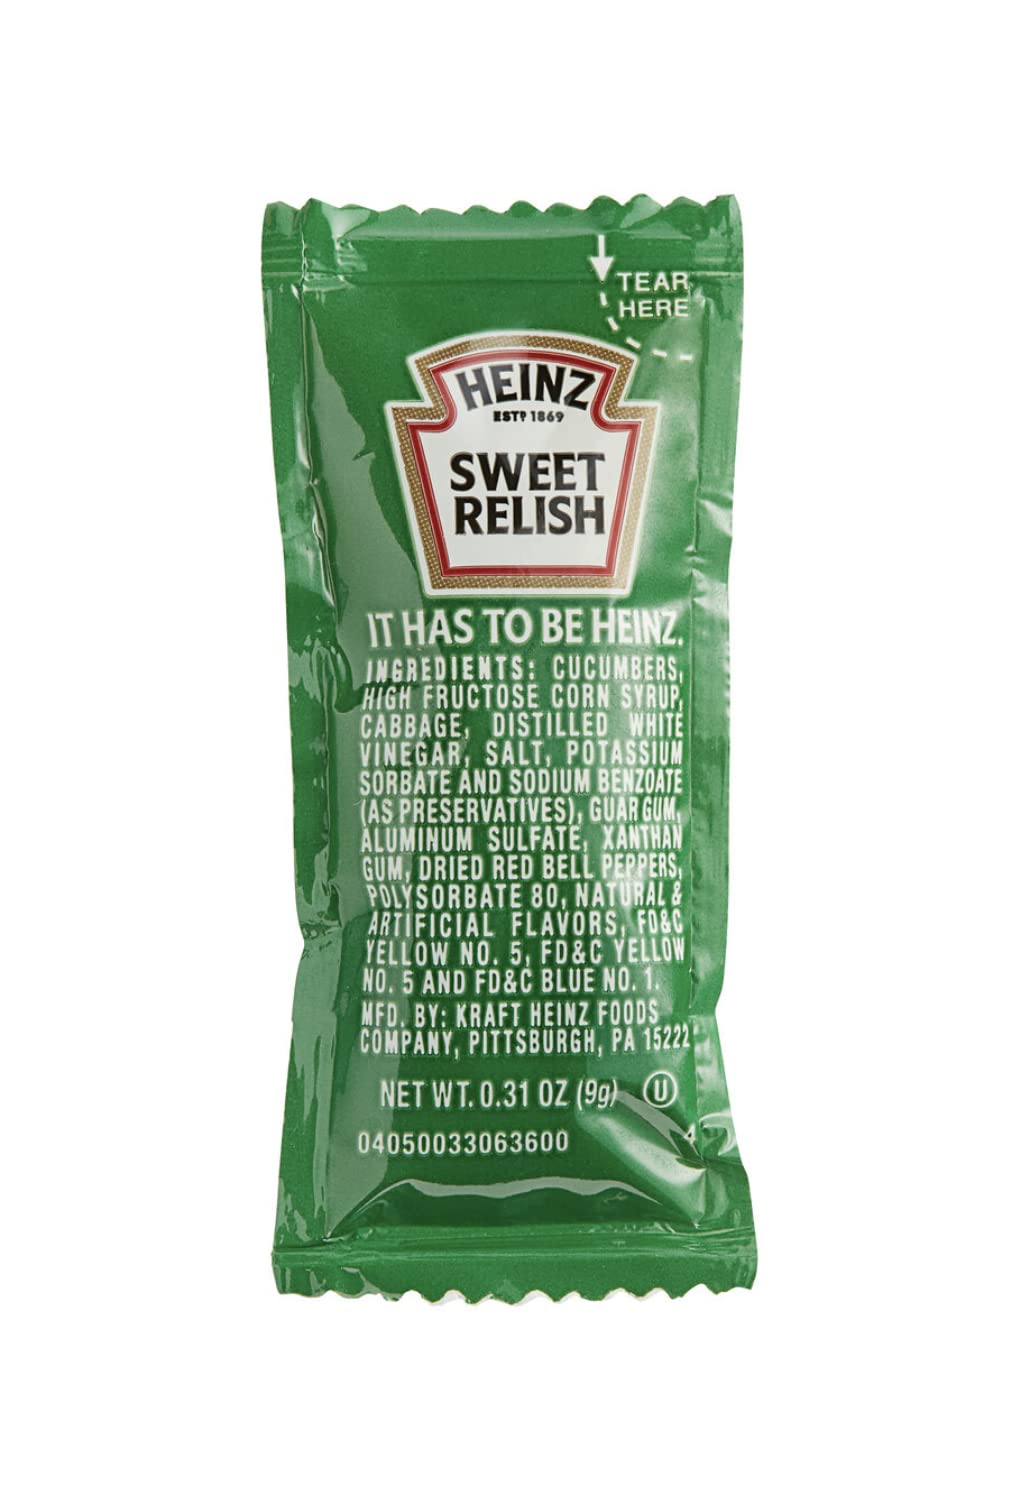 TEAR
HERE
HEINZ
ESTD 1869
SWEET
RELISH
IT HAS TO BE HEINZ.
INGREDIENTS: CUCUMBERS,
HIGH FRUCTOSE CORN SYRUP,
CABBAGE, DISTILLED WHITE
VINEGAR, SALT, POTASSIUM
SORBATE AND SODIUM BENZOATE
(AS PRESERVATIVES), GUAR GUM,
ALUMINUM SULFATE, XANTHAN
GUM, DRIED RED BELL PEPPERS,
POLYSORBATE 80, NATURAL &
ARTIFICIAL FLAVORS, FD&C
YELLOW NO. 5, FD&C YELLOW
NO. 5 AND FD&C BLUE NO. 1.
MFD. BY: KRAFT HEINZ FOODS
COMPANY, PITTSBURGH, PA 15222
NET WT. 0.31 OZ (9g) U
04050033063600 4